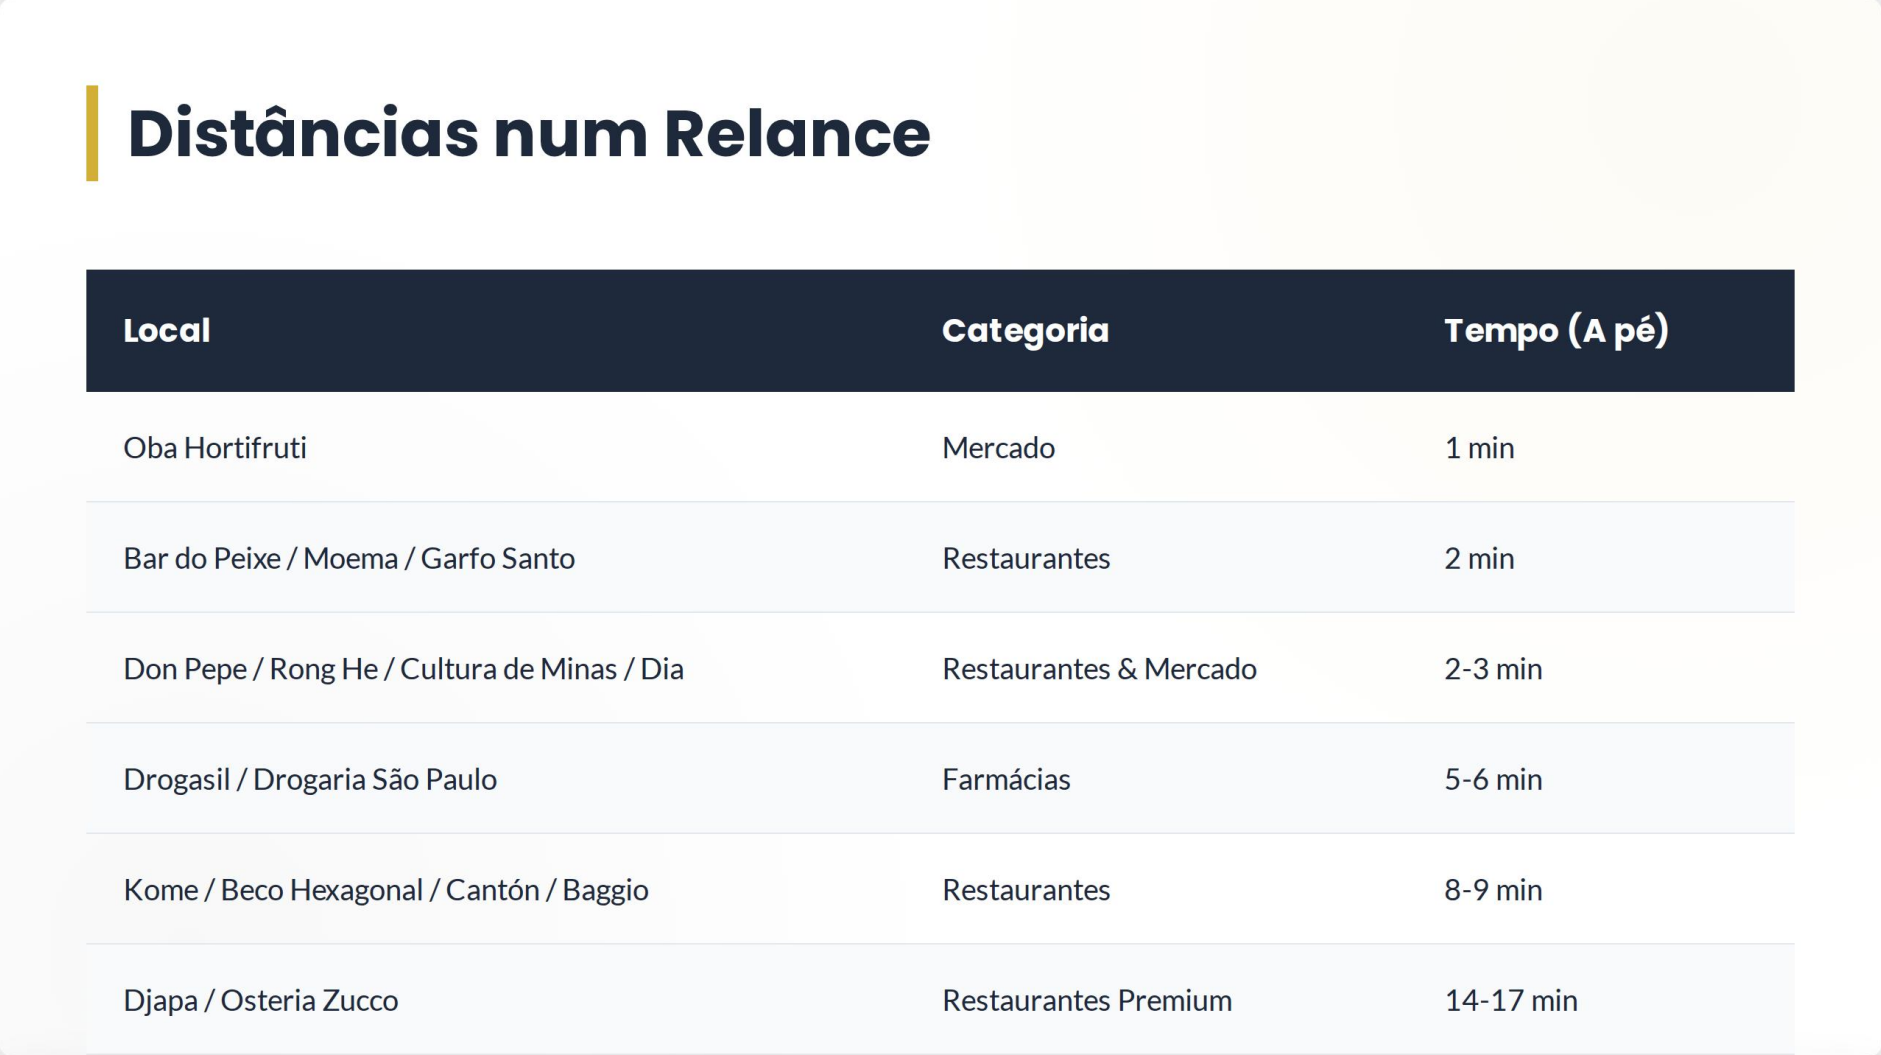 Distâncias num Relance
Local Categoria Tempo (A pé)
Oba Hortifruti Mercado 1 min
Bar do Peixe / Moema / Garfo Santo Restaurantes 2 min
Don Pepe / Rong He / Cultura de Minas / Dia Restaurantes & Mercado 2-3 min
Drogasil / Drogaria São Paulo Farmácias 5-6 min
Kome / Beco Hexagonal / Cantón / Baggio Restaurantes 8-9 min
Djapa / Osteria Zucco Restaurantes Premium 14-17 min